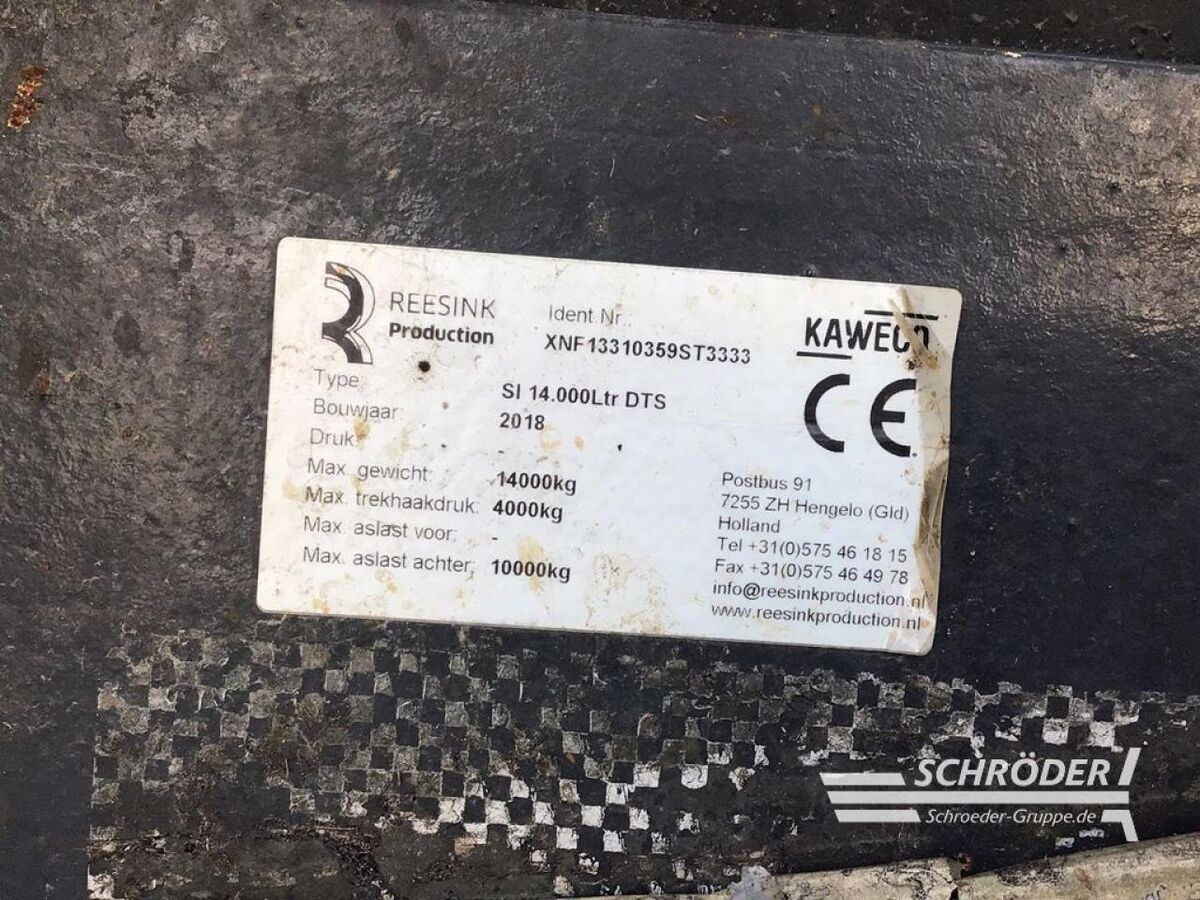 REESINK
Production
Ident.Nr.
XNF13310359ST3333
KAWECO
CE
Type:
SI 14.000Ltr DTS
Bouwjaar:
2018
Druk:
Max. gewicht:
14000kg
Max. trekhaakdruk:
4000kg
Max. aslast voor:
-
Max. aslast achter:
10000kg
Postbus 91
7255 ZH Hengelo (Gld)
Holland
Tel +31(0)575 46 18 15
Fax +31(0)575 46 49 78
info@reesinkproduction.nl
www.reesinkproduction.nl
SCHRÖDER
Schroeder-Gruppe.de